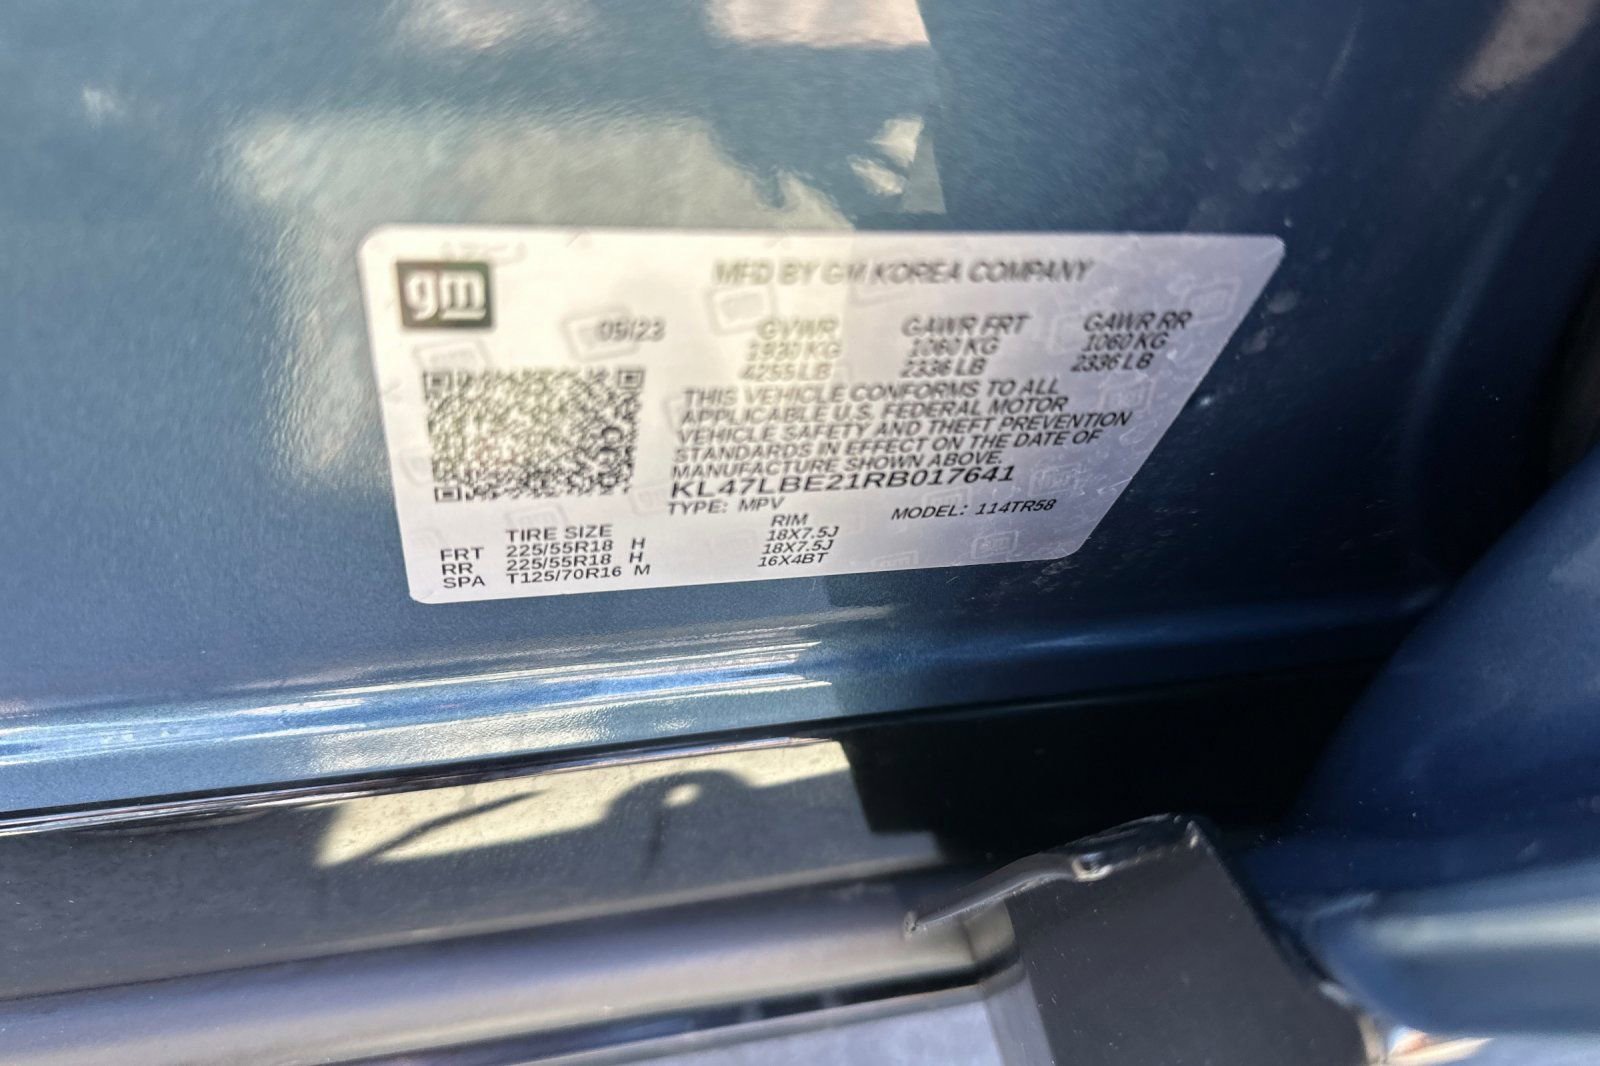 gm
MFD BY GM KOREA COMPANY
09/23
GVWR GAWR FRT GAWR RR
1930 KG 1060 KG 1060 KG
4255 LB 2336 LB 2336 LB
THIS VEHICLE CONFORMS TO ALL
APPLICABLE U.S. FEDERAL MOTOR
VEHICLE SAFETY AND THEFT PREVENTION
STANDARDS IN EFFECT ON THE DATE OF
MANUFACTURE SHOWN ABOVE.
KL47LBE21RB017641
TYPE: MPV MODEL: 114TR58
TIRE SIZE RIM
FRT 225/55R18 H 18X7.5J
RR 225/55R18 H 18X7.5J
SPA T125/70R16 M 16X4BT